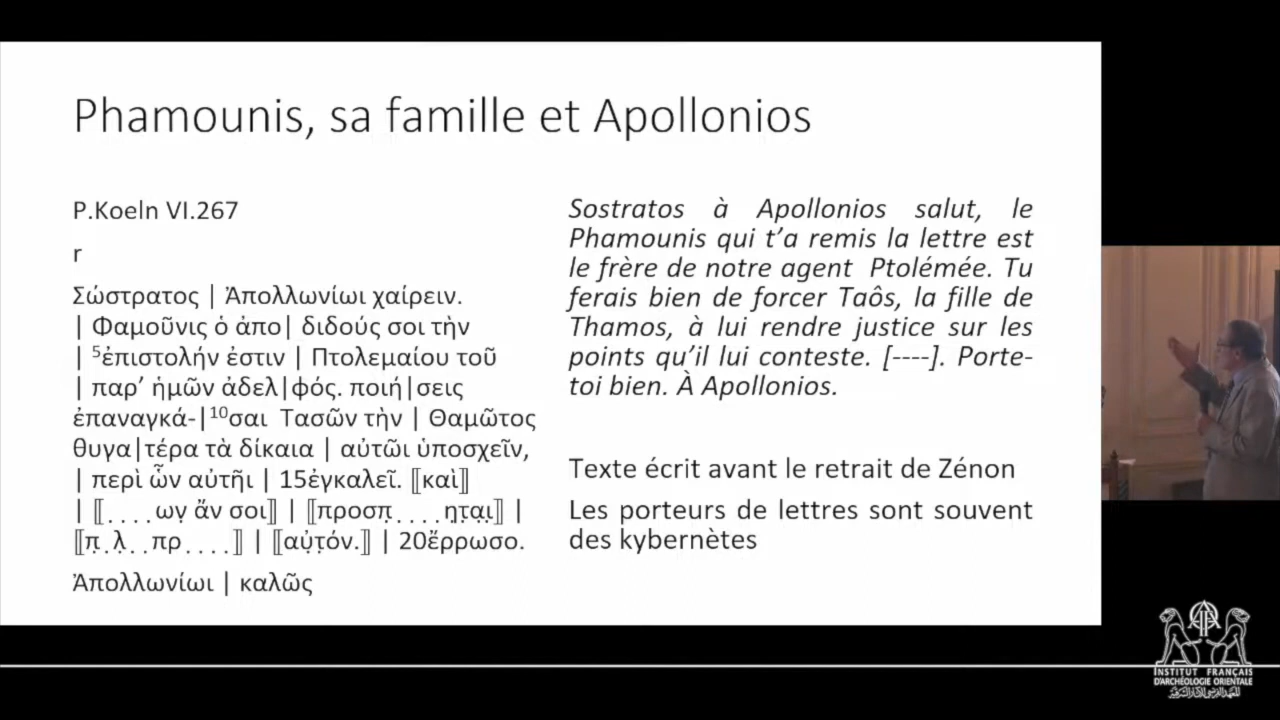 Phamounis, sa famille et Apollonios
P.Koeln VI.267
r
Σώστρατος | Ἀπολλωνίωι χαίρειν.
| Φαμοῦνις ὁ ἀπο| διδούς σοι τὴν
| ⁵ἐπιστολήν ἐστιν | Πτολεμαίου τοῦ
| παρ’ ἡμῶν ἀδελ|φός. ποιή|σεις
ἐπαναγκά-|¹⁰σαι Τασῶν τὴν | Θαμῶτος
θυγα|τέρα τὰ δίκαια | αὐτῶι ὑποσχεῖν,
| περὶ ὧν αὐτῆι | 15ἐγκαλεῖ. ⟦καὶ⟧
| ⟦. . . . ων̣ ἄν σοι⟧ | ⟦προσπ̣ . . . . η̣τα̣ι̣⟧ |
⟦π̣ . λ̣ . . πρ . . . . ⟧ | ⟦αὐ̣τ̣όν.⟧ | 20ἔρρωσο.
Ἀπολλωνίωι | καλῶς
Sostratos à Apollonios salut, le
Phamounis qui t’a remis la lettre est
le frère de notre agent Ptolémée. Tu
ferais bien de forcer Taôs, la fille de
Thamos, à lui rendre justice sur les
points qu’il lui conteste. [----]. Porte-
toi bien. À Apollonios.
Texte écrit avant le retrait de Zénon
Les porteurs de lettres sont souvent
des kybernètes
INSTITUT FRANÇAIS
D'ARCHÉOLOGIE ORIENTALE